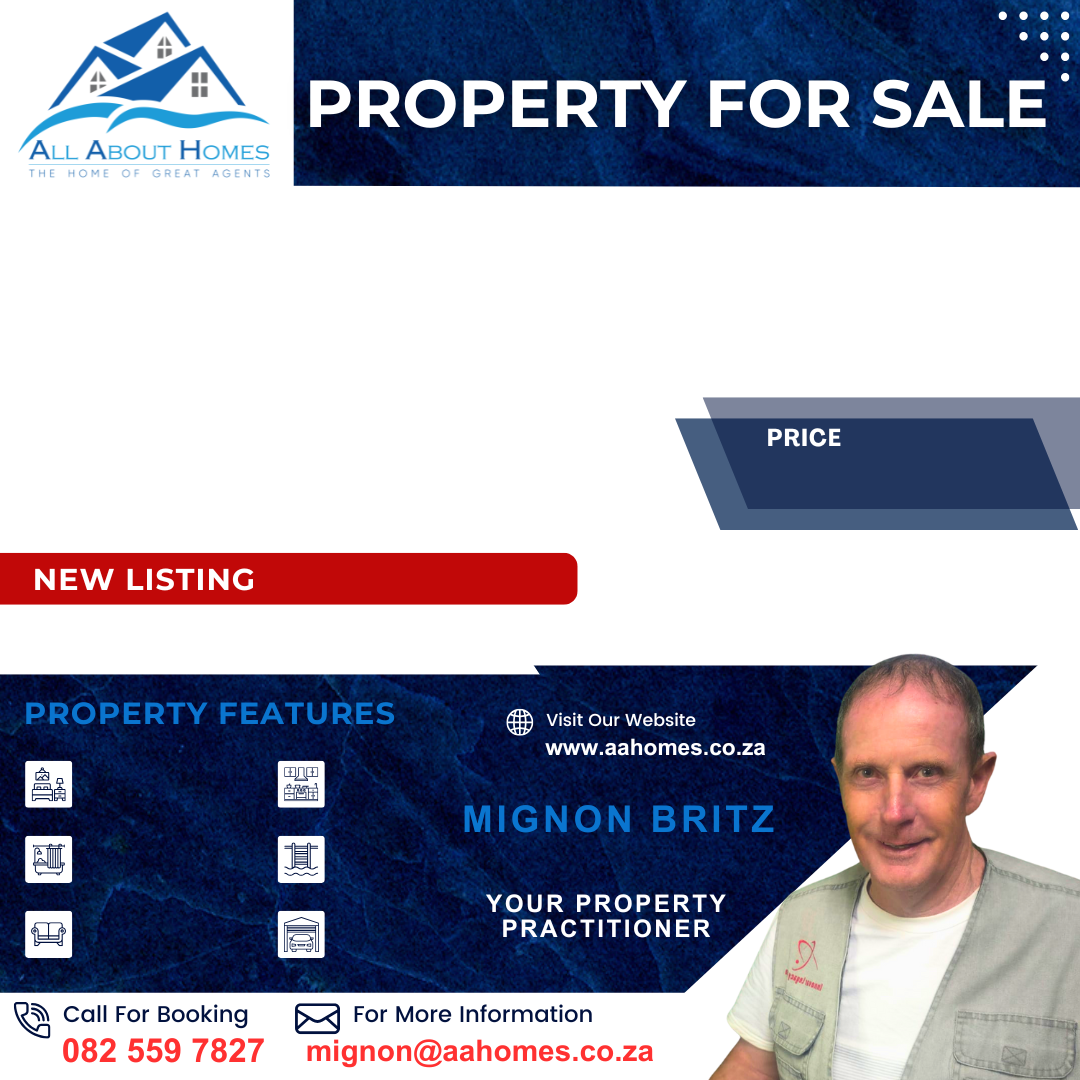 PROPERTY FOR SALE
ALL ABOUT HOMES
THE HOME OF GREAT AGENTS
PRICE
NEW LISTING
PROPERTY FEATURES
Visit Our Website
www.aahomes.co.za
MIGNON BRITZ
YOUR PROPERTY
PRACTITIONER
Call For Booking
082 559 7827
For More Information
mignon@aahomes.co.za